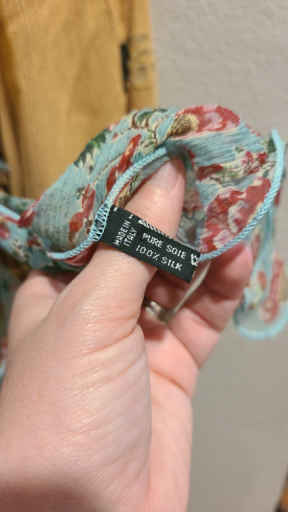 MADE IN
ITALY
PURE SOIE
100% SILK